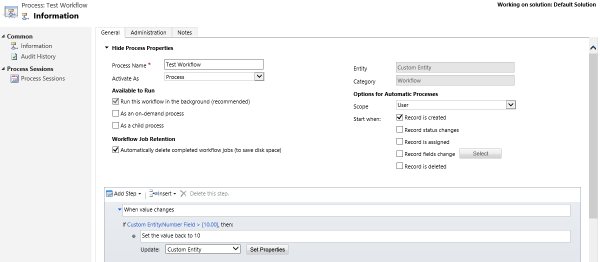 Process: Test Workflow
Working on solution: Default Solution
Information
Common
Information
Audit History
Process Sessions
Process Sessions
General Administration Notes
Hide Process Properties
Process Name * Test Workflow
Activate As Process
Available to Run
Run this workflow in the background (recommended)
As an on-demand process
As a child process
Workflow Job Retention
Automatically delete completed workflow jobs (to save disk space)
Entity Custom Entity
Category Workflow
Options for Automatic Processes
Scope User
Start when: Record is created
Record status changes
Record is assigned
Record fields change Select
Record is deleted
Add Step Insert Delete this step.
When value changes
If Custom EntityNumber Field > [10.00], then:
Set the value back to 10
Update: Custom Entity Set Properties